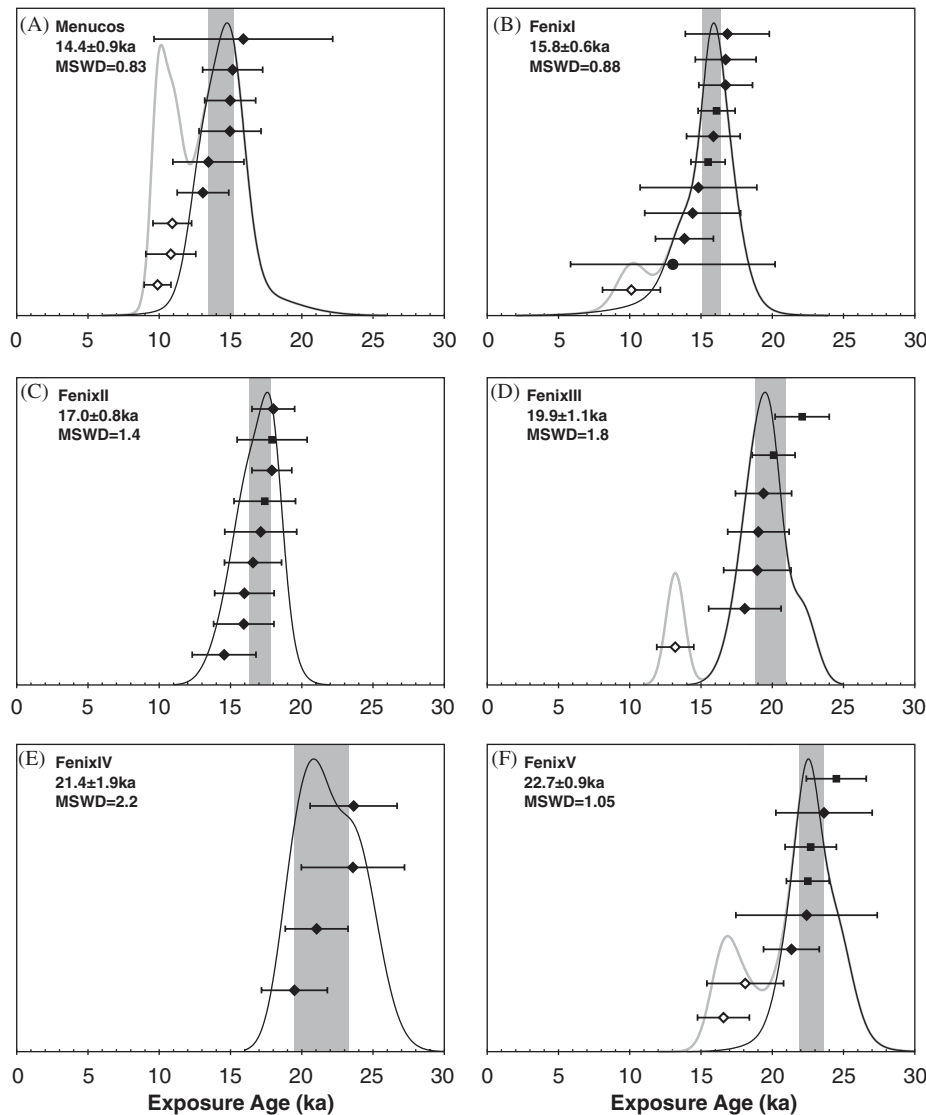 (A) Menucos
14.4±0.9ka
MSWD=0.83
0 5 10 15 20 25 30
(B) FenixI
15.8±0.6ka
MSWD=0.88
0 5 10 15 20 25 30
(C) FenixII
17.0±0.8ka
MSWD=1.4
0 5 10 15 20 25 30
(D) FenixIII
19.9±1.1ka
MSWD=1.8
0 5 10 15 20 25 30
(E) FenixIV
21.4±1.9ka
MSWD=2.2
0 5 10 15 20 25 30
Exposure Age (ka)
(F) FenixV
22.7±0.9ka
MSWD=1.05
0 5 10 15 20 25 30
Exposure Age (ka)